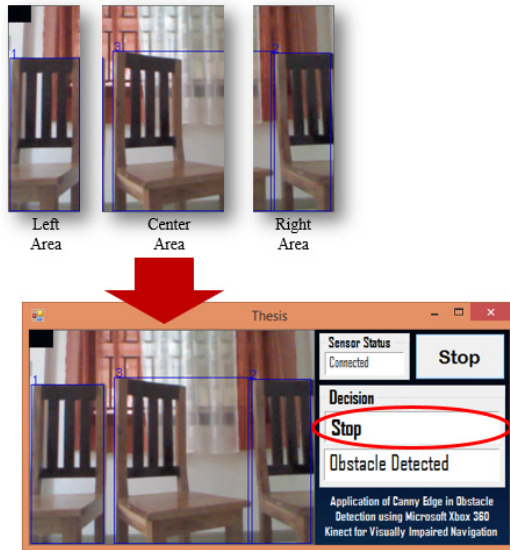 1
3
2
Left
Area
Center
Area
Right
Area
Thesis
1
3
2
Sensor Status
Connected
Stop
Decision
Stop
Obstacle Detected
Application of Canny Edge in Obstacle
Detection using Microsoft Xbox 360
Kinect for Visually Impaired Navigation